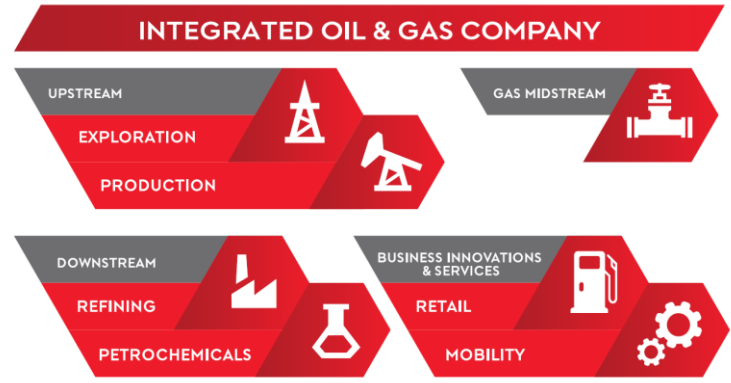 INTEGRATED OIL & GAS COMPANY
UPSTREAM
EXPLORATION
PRODUCTION
GAS MIDSTREAM
DOWNSTREAM
REFINING
PETROCHEMICALS
BUSINESS INNOVATIONS
& SERVICES
RETAIL
MOBILITY